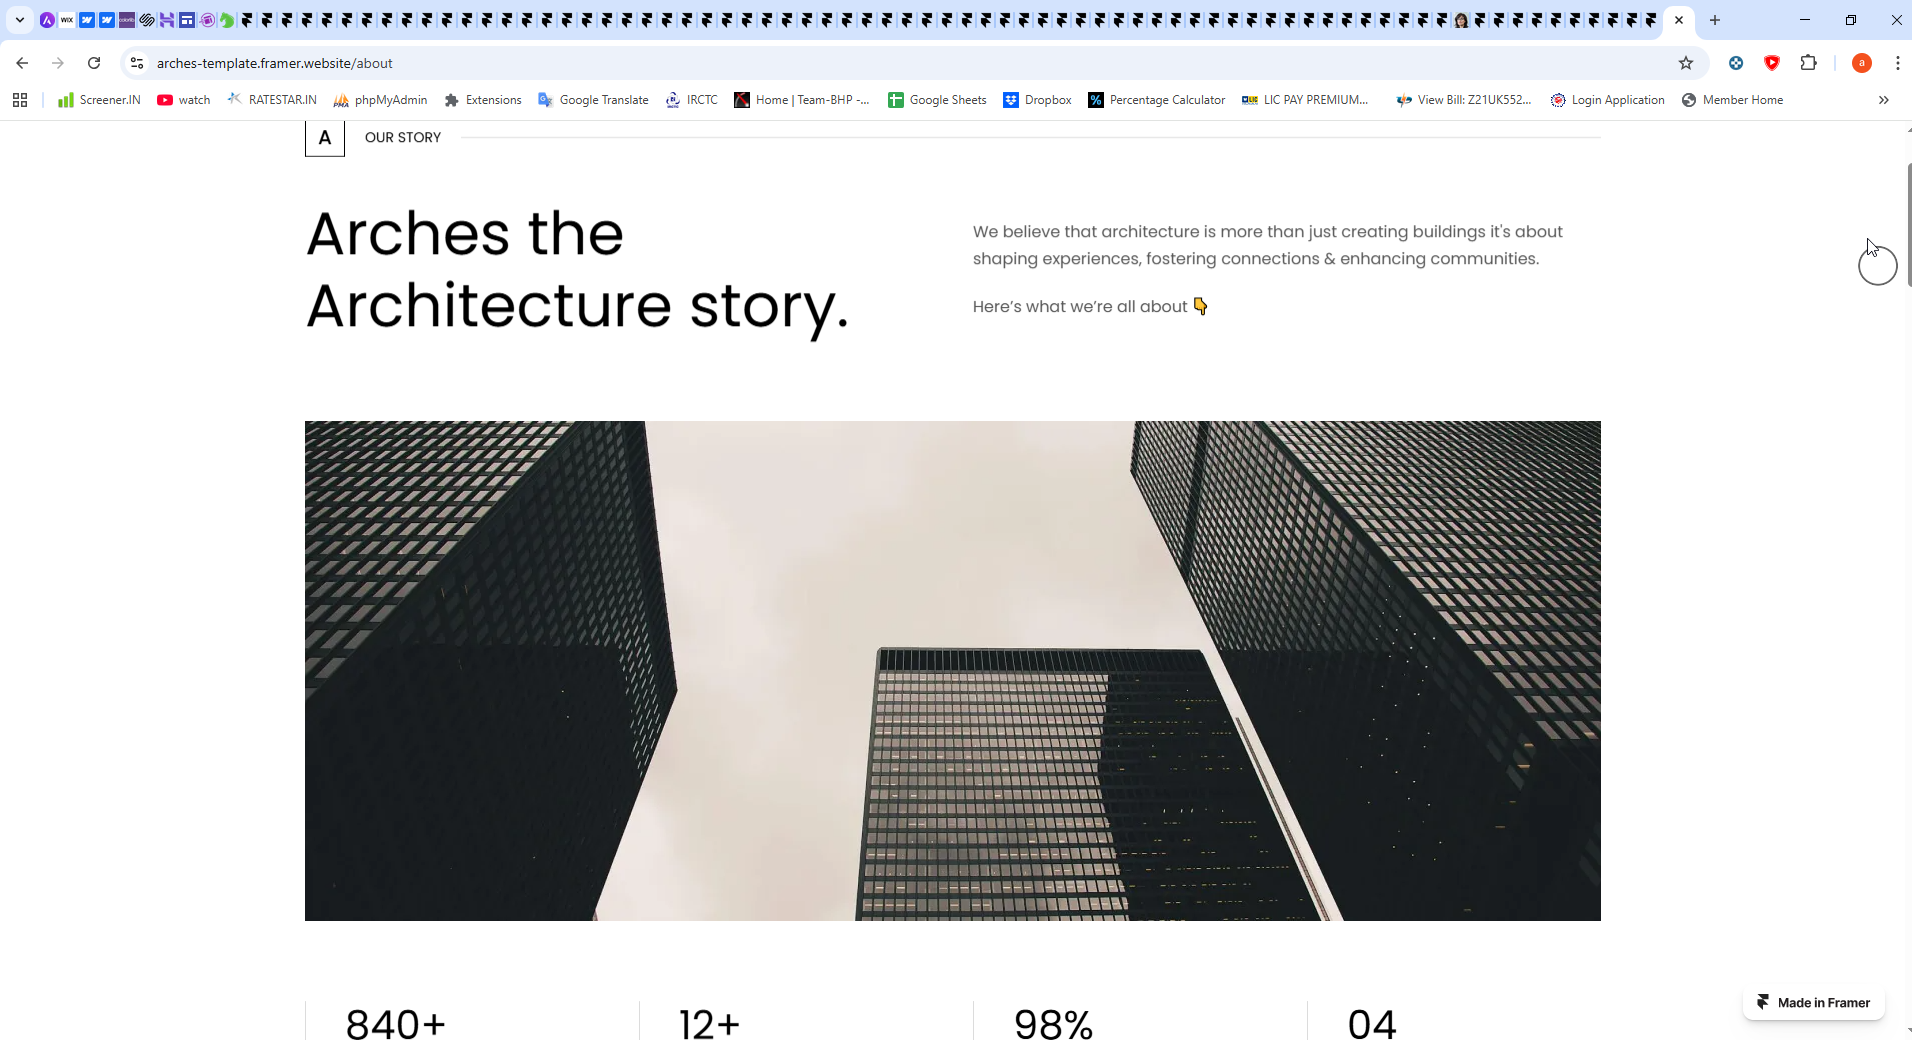 WIX
arches-template.framer.website/about
a
Screener.IN
watch
RATESTAR.IN
PMA
phpMyAdmin
Extensions
Google Translate
IRCTC
Home | Team-BHP -...
Google Sheets
Dropbox
%
Percentage Calculator
LIC PAY PREMIUM...
View Bill: Z21UK552...
Login Application
Member Home
A
OUR STORY
Arches the
Architecture story.
We believe that architecture is more than just creating buildings it's about
shaping experiences, fostering connections & enhancing communities.
Here's what we're all about 👇
840+
12+
98%
04
Made in Framer